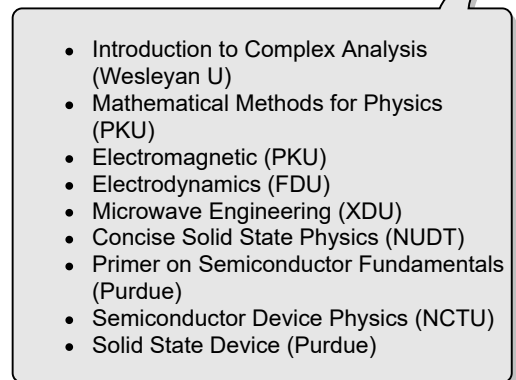 • Introduction to Complex Analysis
(Wesleyan U)
• Mathematical Methods for Physics
(PKU)
• Electromagnetic (PKU)
• Electrodynamics (FDU)
• Microwave Engineering (XDU)
• Concise Solid State Physics (NUDT)
• Primer on Semiconductor Fundamentals
(Purdue)
• Semiconductor Device Physics (NCTU)
• Solid State Device (Purdue)